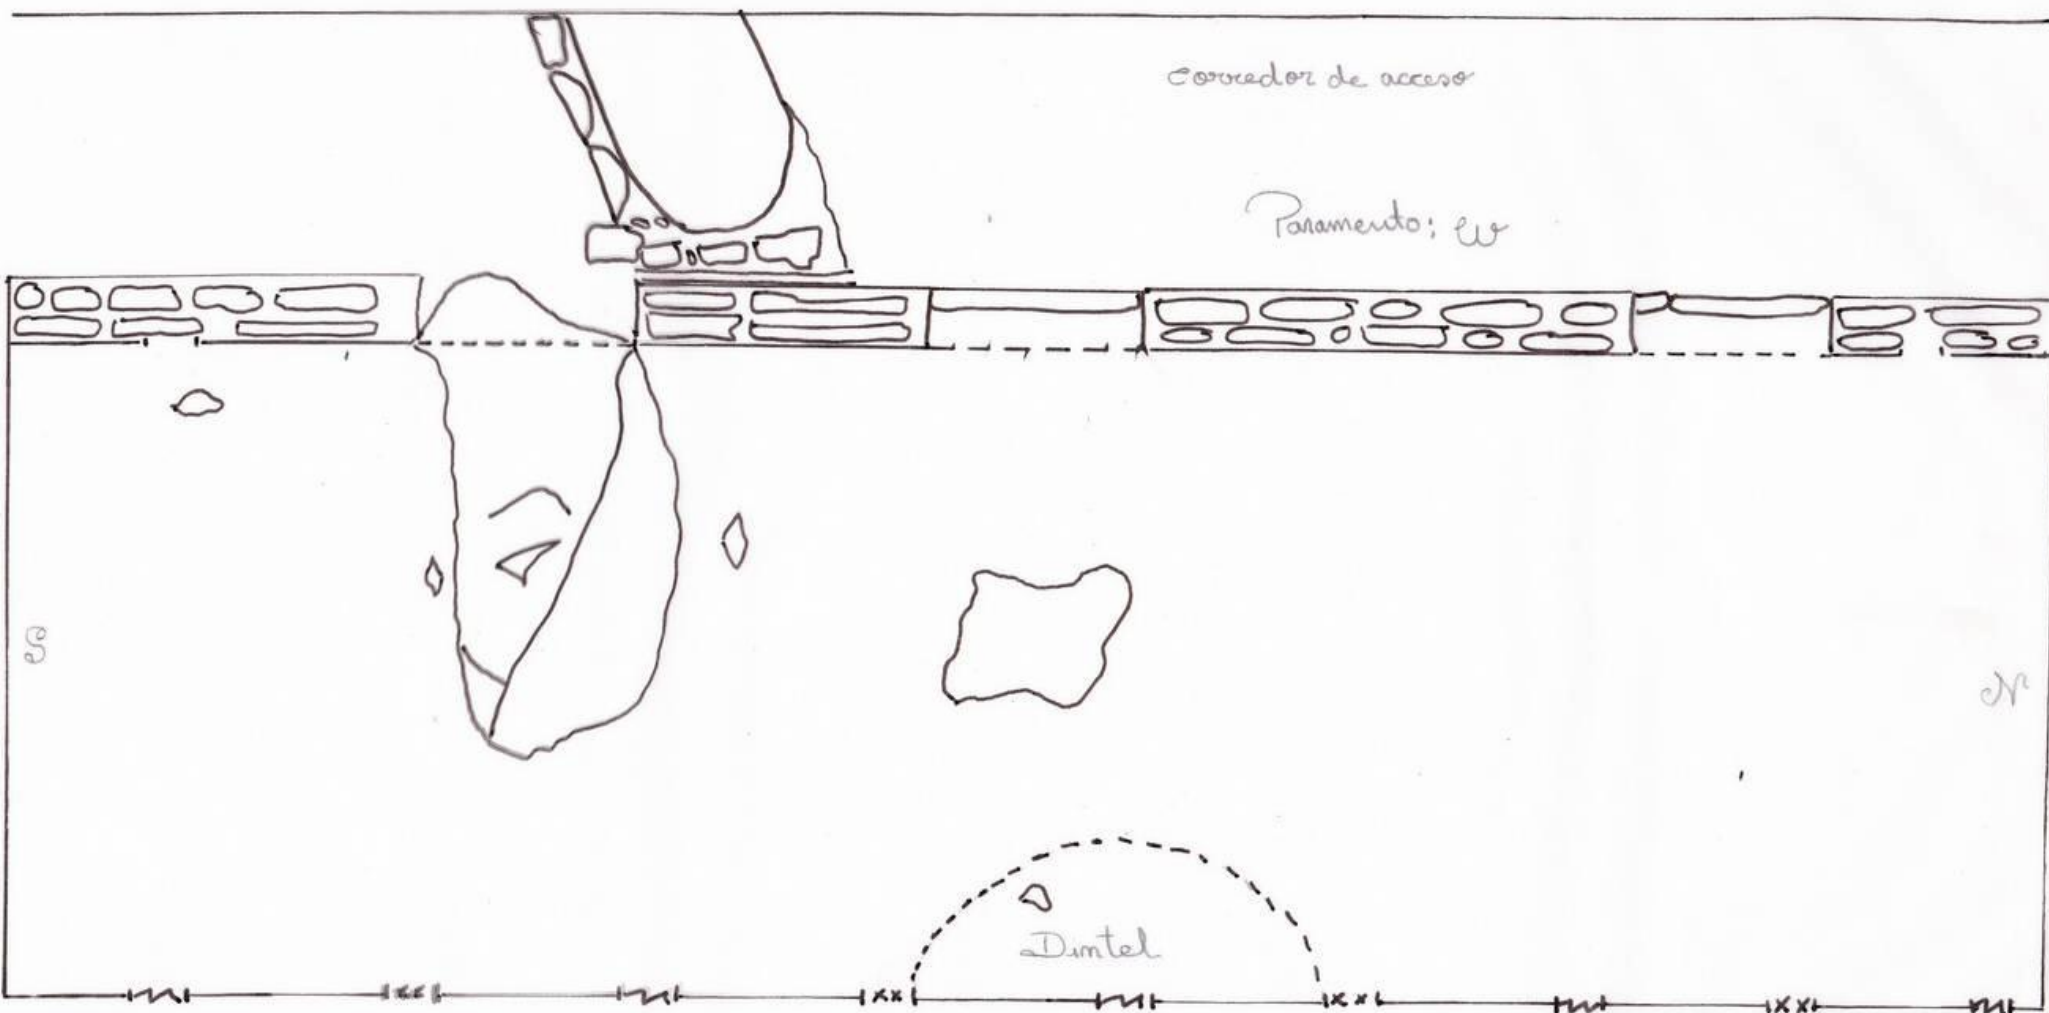 corredor de acceso
Paramento: W
S
N
Dintel